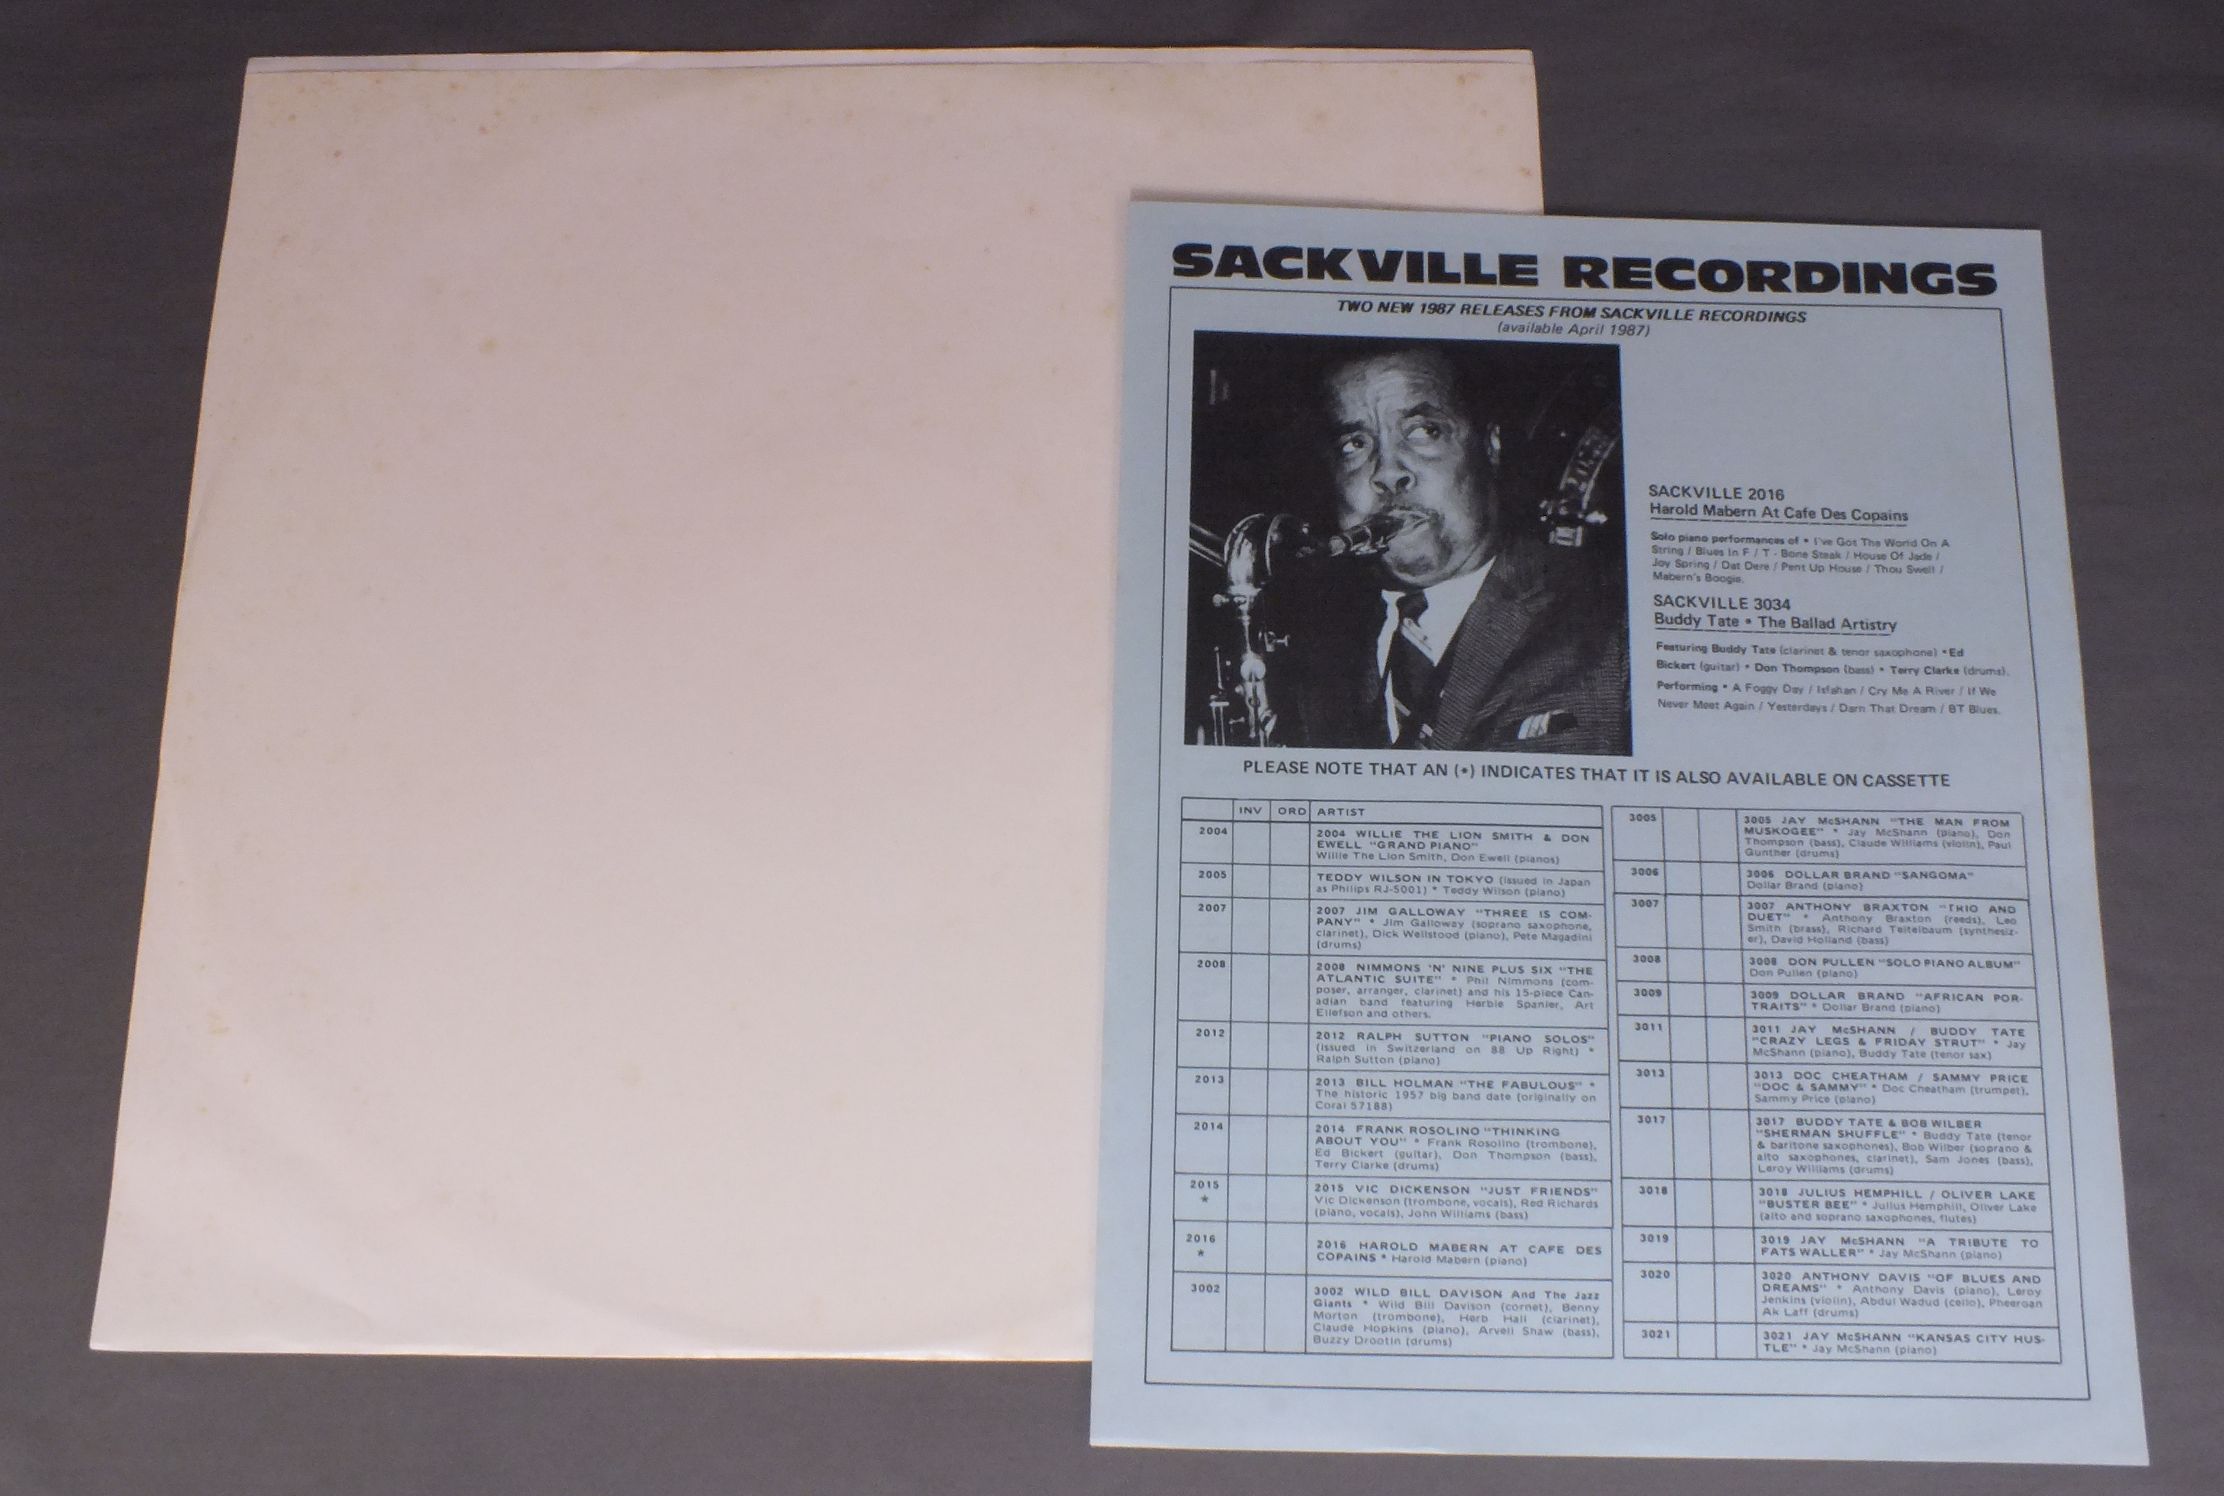 SACKVILLE RECORDINGS
TWO NEW 1987 RELEASES FROM SACKVILLE RECORDINGS
(available April 1987)
SACKVILLE 2016
Harold Mabern At Cafe Des Copains
Solo piano performances of • I've Got The World On A
String / Blues In F / T - Bone Steak / House Of Jade /
Joy Spring / Dat Dere / Pent Up House / Thou Swell /
Mabern's Boogie.
SACKVILLE 3034
Buddy Tate • The Ballad Artistry
Featuring Buddy Tate (clarinet & tenor saxophone) • Ed
Bickert (guitar) • Don Thompson (bass) • Terry Clarke (drums).
Performing • A Foggy Day / Isfahan / Cry Me A River / If We
Never Meet Again / Yesterdays / Darn That Dream / BT Blues.
PLEASE NOTE THAT AN (*) INDICATES THAT IT IS ALSO AVAILABLE ON CASSETTE
INV ORD ARTIST
2004
2004 WILLIE THE LION SMITH & DON
EWELL "GRAND PIANO"
Willie The Lion Smith, Don Ewell (pianos)
2005
TEDDY WILSON IN TOKYO (issued in Japan
as Philips RJ-5001) * Teddy Wilson (piano)
2007
2007 JIM GALLOWAY "THREE IS COM-
PANY" * Jim Galloway (soprano saxophone,
clarinet), Dick Wellstood (piano), Pete Magadini
(drums)
2008
2008 NIMMONS 'N' NINE PLUS SIX "THE
ATLANTIC SUITE" * Phil Nimmons (com-
poser, arranger, clarinet) and his 15-piece Can-
adian band featuring Herbie Spanier, Art
Ellefson and others.
2012
2012 RALPH SUTTON "PIANO SOLOS"
(issued in Switzerland on 88 Up Right) *
Ralph Sutton (piano)
2013
2013 BILL HOLMAN "THE FABULOUS" *
The historic 1957 big band date (originally on
Coral 57188)
2014
2014 FRANK ROSOLINO "THINKING
ABOUT YOU" * Frank Rosolino (trombone),
Ed Bickert (guitar), Don Thompson (bass),
Terry Clarke (drums)
2015
*
2015 VIC DICKENSON "JUST FRIENDS"
Vic Dickenson (trombone, vocals), Red Richards
(piano, vocals), John Williams (bass)
2016
*
2016 HAROLD MABERN AT CAFE DES
COPAINS * Harold Mabern (piano)
3002
3002 WILD BILL DAVISON And The Jazz
Giants * Wild Bill Davison (cornet), Benny
Morton (trombone), Herb Hall (clarinet),
Claude Hopkins (piano), Arvell Shaw (bass),
Buzzy Drootin (drums)
3005
3005 JAY McSHANN "THE MAN FROM
MUSKOGEE" * Jay McShann (piano), Don
Thompson (bass), Claude Williams (violin), Paul
Gunther (drums)
3006
3006 DOLLAR BRAND "SANGOMA"
Dollar Brand (piano)
3007
3007 ANTHONY BRAXTON "TRIO AND
DUET" * Anthony Braxton (reeds), Leo
Smith (brass), Richard Teitelbaum (synthesiz-
er), David Holland (bass)
3008
3008 DON PULLEN "SOLO PIANO ALBUM"
Don Pullen (piano)
3009
3009 DOLLAR BRAND "AFRICAN POR-
TRAITS" * Dollar Brand (piano)
3011
3011 JAY McSHANN / BUDDY TATE
"CRAZY LEGS & FRIDAY STRUT" * Jay
McShann (piano), Buddy Tate (tenor sax)
3013
3013 DOC CHEATHAM / SAMMY PRICE
"DOC & SAMMY" * Doc Cheatham (trumpet),
Sammy Price (piano)
3017
3017 BUDDY TATE & BOB WILBER
"SHERMAN SHUFFLE" * Buddy Tate (tenor
& baritone saxophones), Bob Wilber (soprano &
alto saxophones, clarinet), Sam Jones (bass),
Leroy Williams (drums)
3018
3018 JULIUS HEMPHILL / OLIVER LAKE
"BUSTER BEE" * Julius Hemphill, Oliver Lake
(alto and soprano saxophones, flutes)
3019
3019 JAY McSHANN "A TRIBUTE TO
FATS WALLER" * Jay McShann (piano)
3020
3020 ANTHONY DAVIS "OF BLUES AND
DREAMS" * Anthony Davis (piano), Leroy
Jenkins (violin), Abdul Wadud (cello), Pheeroan
Ak Laff (drums)
3021
3021 JAY McSHANN "KANSAS CITY HUS-
TLE" * Jay McShann (piano)